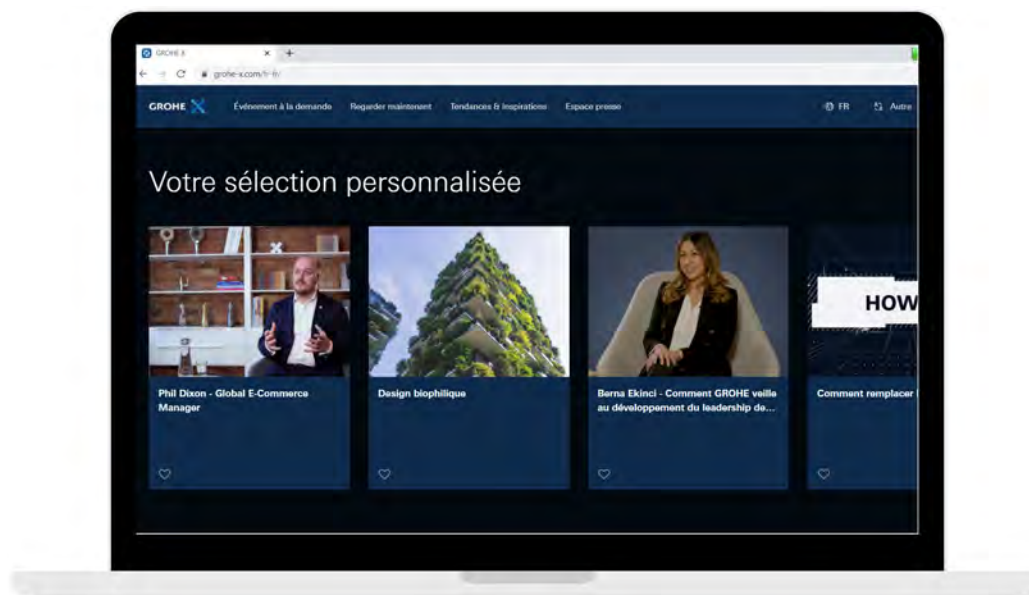 GROHE X
grohe-x.com/fr-fr/
GROHE Événement à la demande Regarder maintenant Tendances & Inspirations Espace presse FR Autre
Votre sélection personnalisée
HOW
Phil Dixon - Global E-Commerce
Manager
Design biophilique
Berna Ekinci - Comment GROHE veille
au développement du leadership de...
Comment remplacer